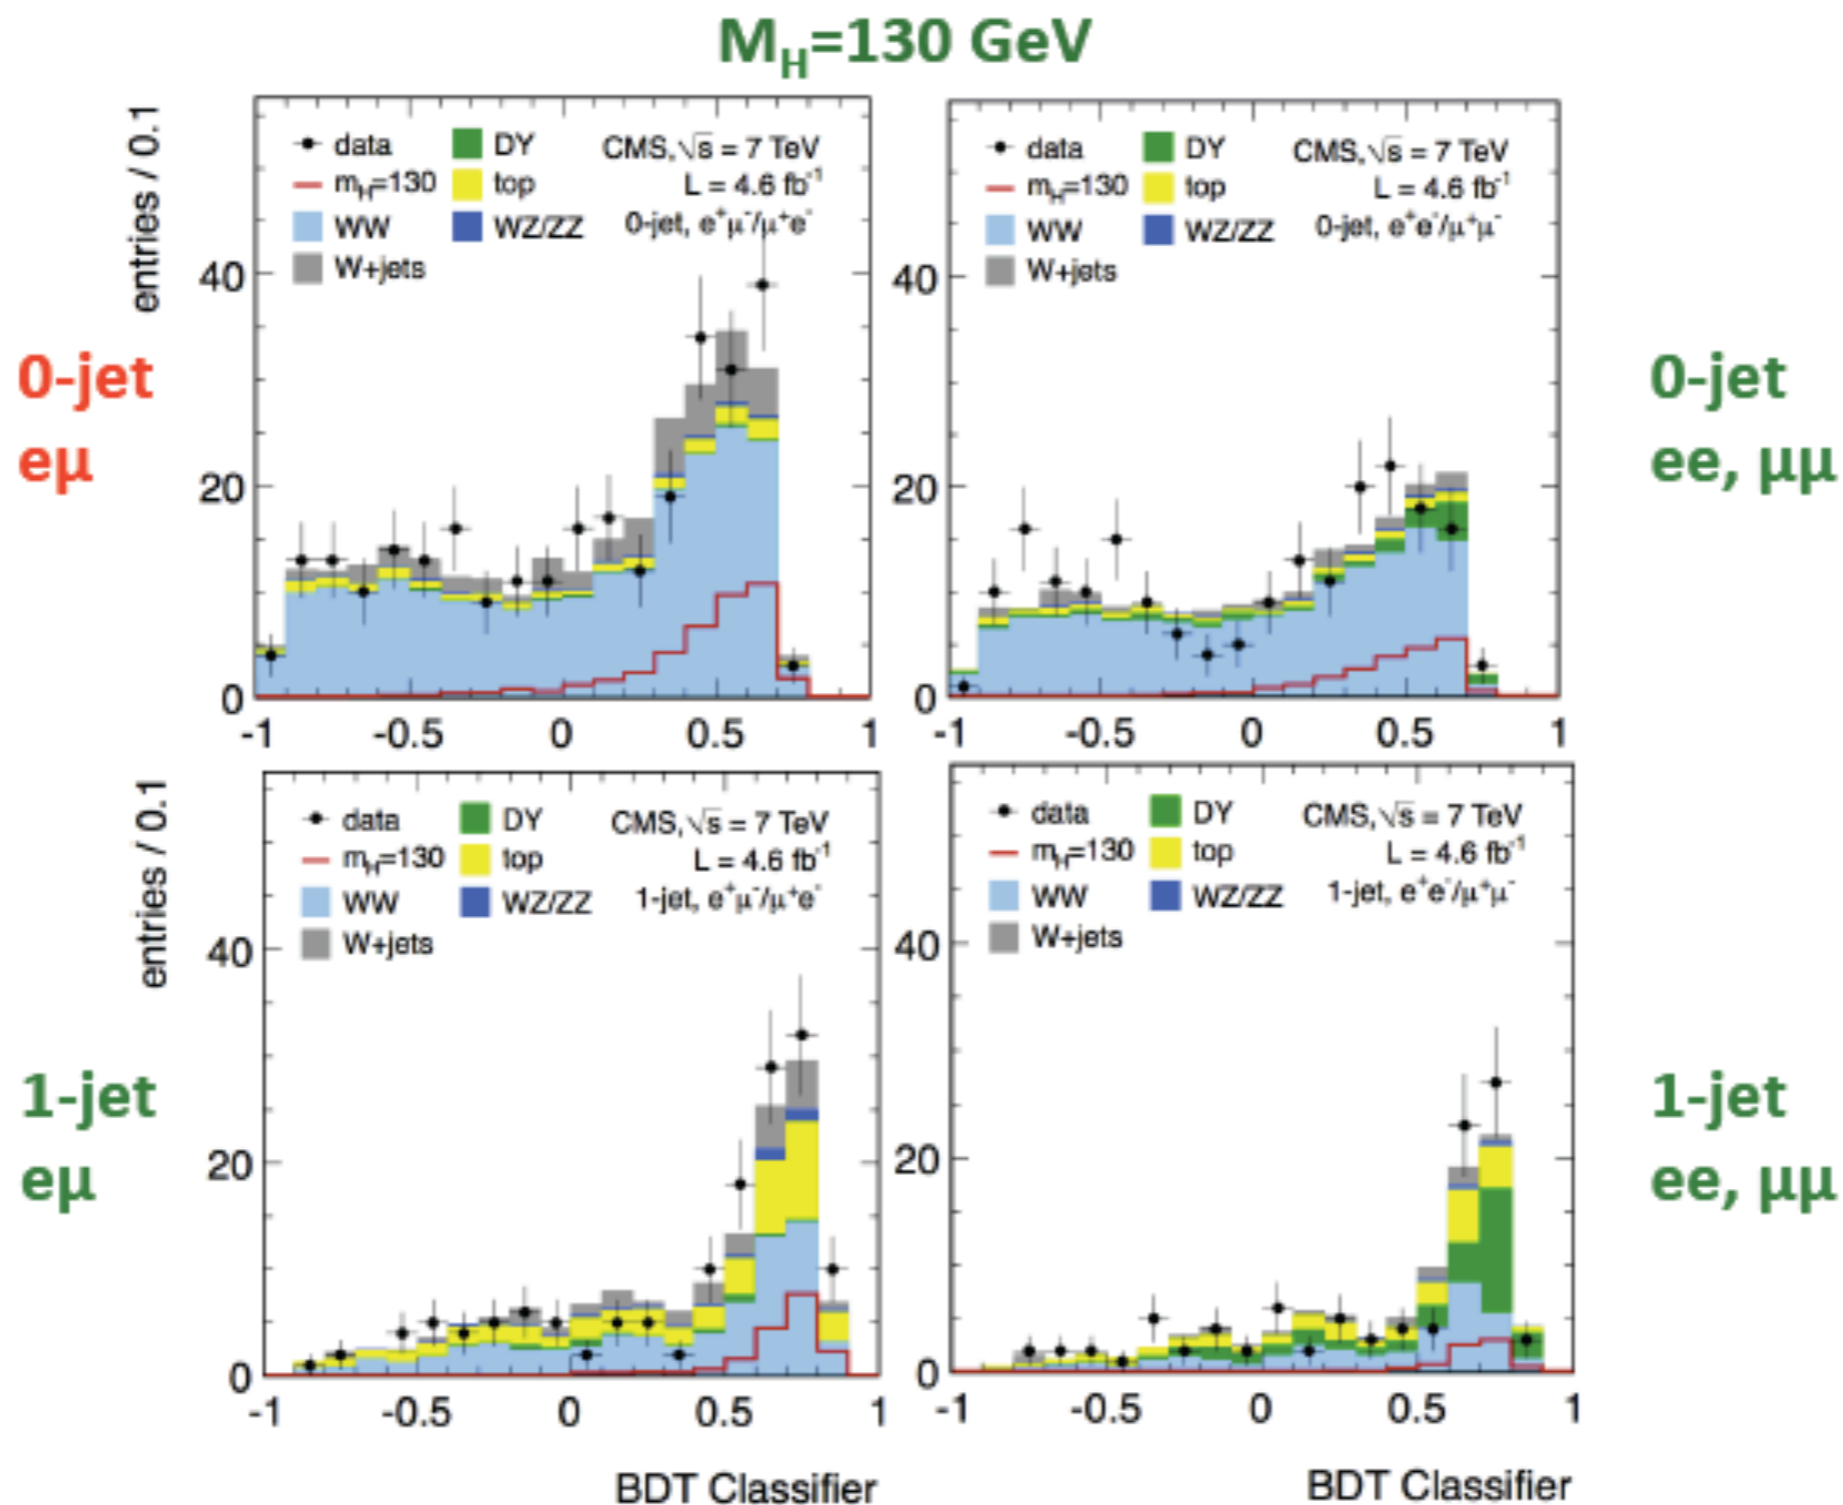 M_H=130 GeV
entries / 0.1
data
DY
CMS,√s = 7 TeV
m_H=130
top
L = 4.6 fb⁻¹
WW
WZ/ZZ
0-jet, e⁺μ⁻/μ⁺e⁻
W+jets
40
20
0
-1 -0.5 0 0.5 1
data
DY
CMS,√s = 7 TeV
m_H=130
top
L = 4.6 fb⁻¹
WW
WZ/ZZ
0-jet, e⁺e⁻/μ⁺μ⁻
W+jets
40
20
0
-1 -0.5 0 0.5 1
0-jet
eμ
0-jet
ee, μμ
entries / 0.1
data
DY
CMS,√s = 7 TeV
m_H=130
top
L = 4.6 fb⁻¹
WW
WZ/ZZ
1-jet, e⁺μ⁻/μ⁺e⁻
W+jets
40
20
0
-1 -0.5 0 0.5 1
BDT Classifier
data
DY
CMS,√s = 7 TeV
m_H=130
top
L = 4.6 fb⁻¹
WW
WZ/ZZ
1-jet, e⁺e⁻/μ⁺μ⁻
W+jets
40
20
0
-1 -0.5 0 0.5 1
BDT Classifier
1-jet
eμ
1-jet
ee, μμ